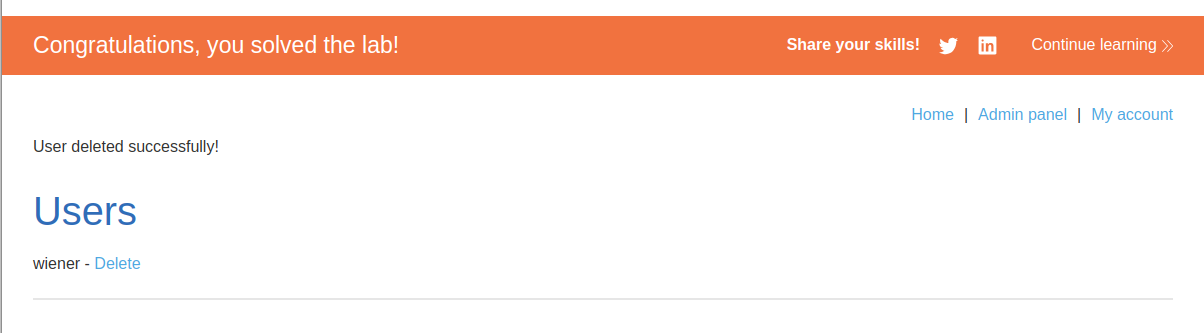 Congratulations, you solved the lab!
Share your skills! Continue learning
Home | Admin panel | My account
User deleted successfully!
Users
wiener - Delete